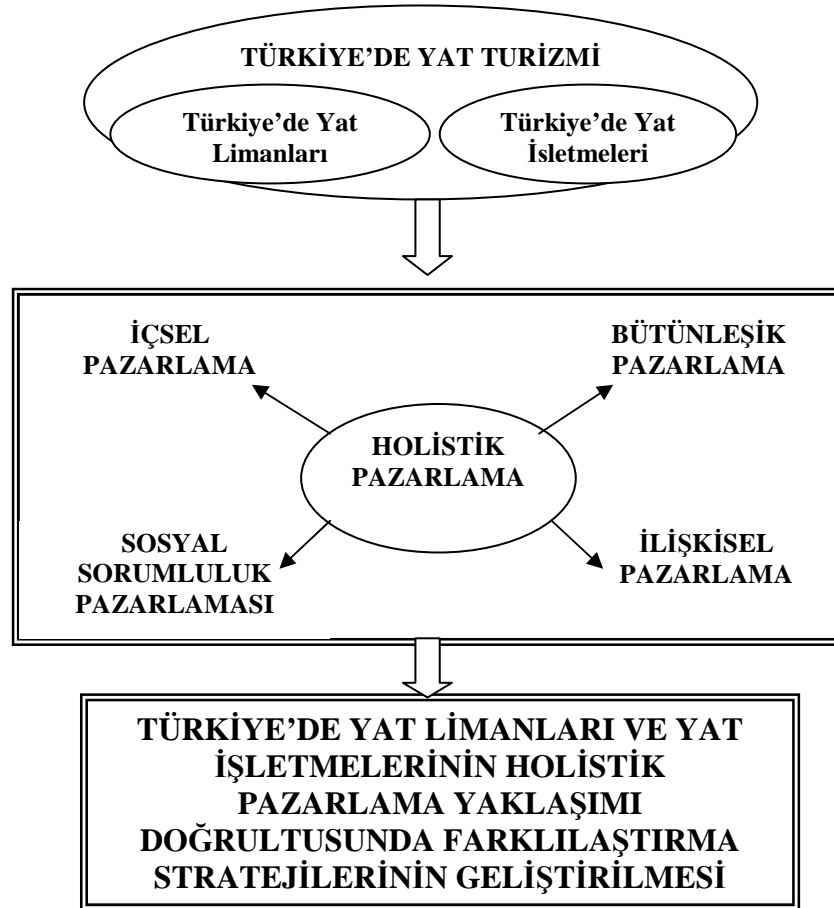 TÜRKİYE'DE YAT TURİZMİ
Türkiye'de Yat
Limanları
Türkiye'de Yat
İsletmeleri
İÇSEL
PAZARLAMA
BÜTÜNLEŞİK
PAZARLAMA
HOLİSTİK
PAZARLAMA
SOSYAL
SORUMLULUK
PAZARLAMASI
İLİŞKİSEL
PAZARLAMA
TÜRKİYE'DE YAT LİMANLARI VE YAT
İŞLETMELERİNİN HOLİSTİK
PAZARLAMA YAKLAŞIMI
DOĞRULTUSUNDA FARKLILAŞTIRMA
STRATEJİLERİNİN GELİŞTİRİLMESİ